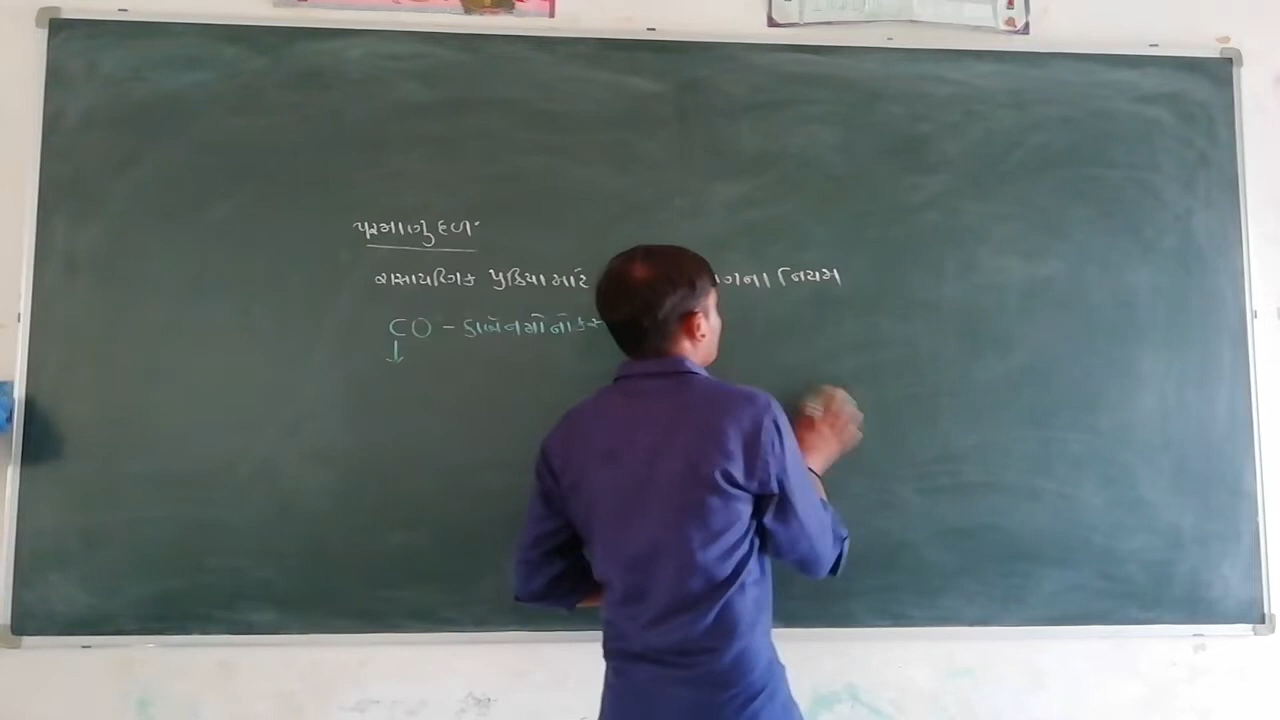 પરમાણુ દળ
રાસાયણિક પ્રક્રિયા માટે ગના નિયમ
CO - કાર્બનમોનોક્સ
↓